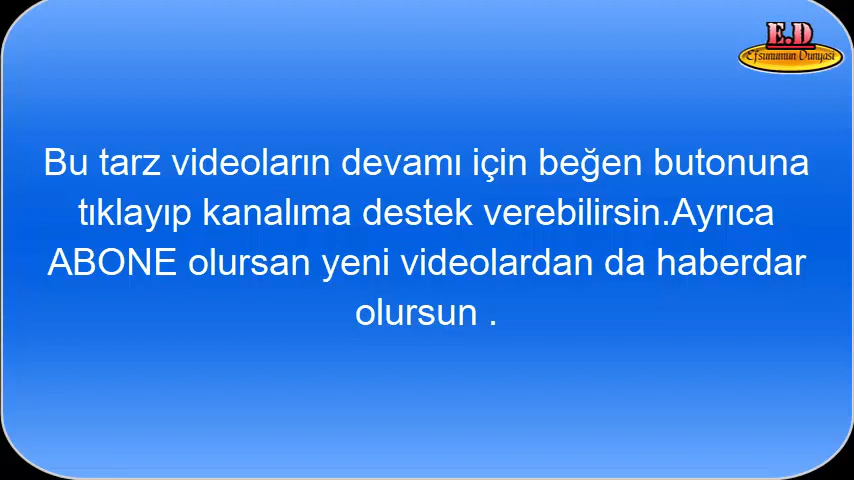 E.D
Efsunumun Dunyasi
Bu tarz videoların devamı için beğen butonuna
tıklayıp kanalıma destek verebilirsin.Ayrıca
ABONE olursan yeni videolardan da haberdar
olursun .